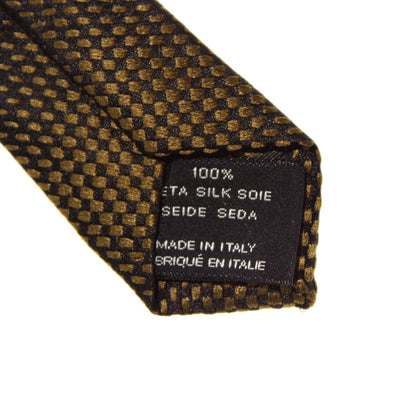 100%
ETA SILK SOIE
SEIDE SEDA
MADE IN ITALY
BRIQUÉ EN ITALIE